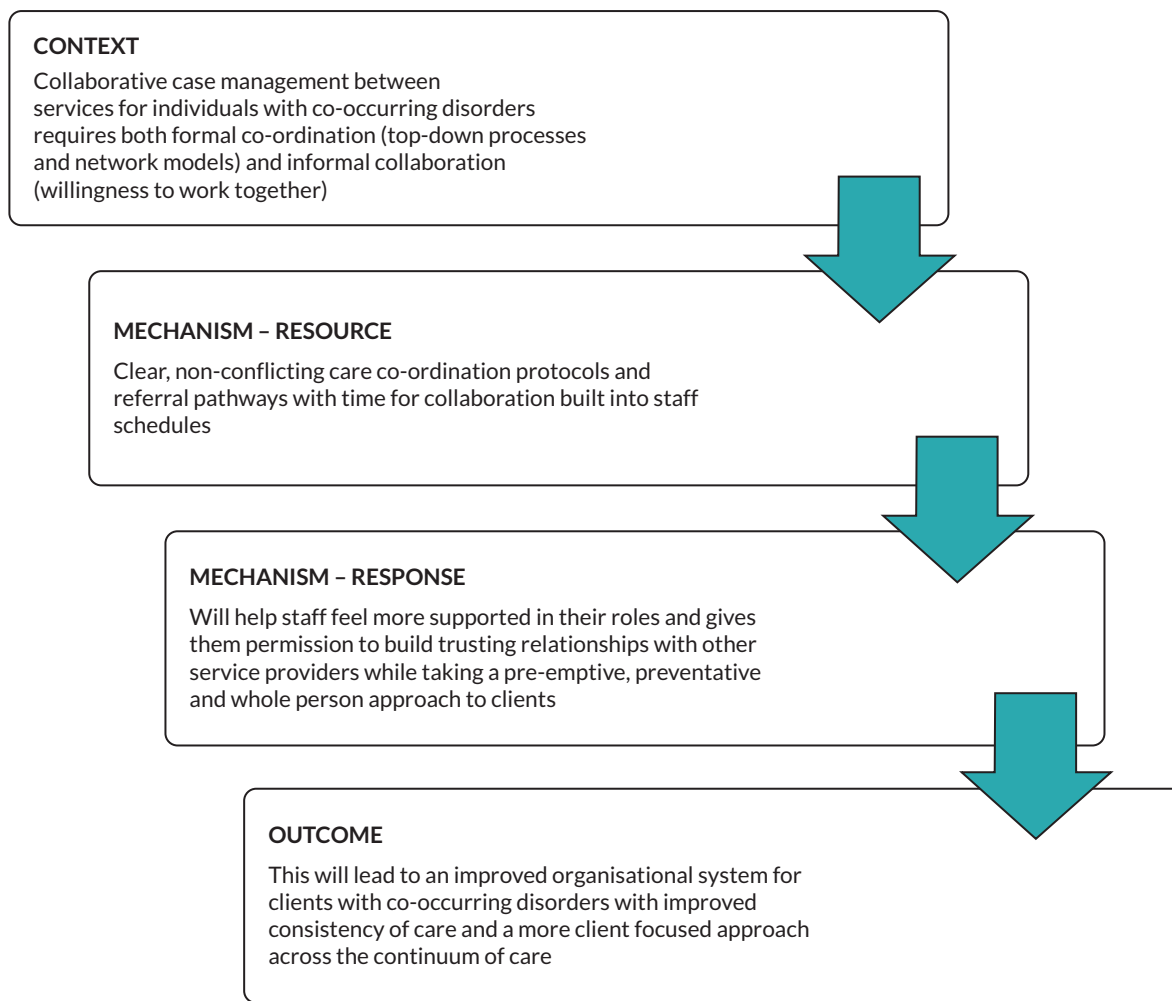 CONTEXT
Collaborative case management between
services for individuals with co-occurring disorders
requires both formal co-ordination (top-down processes
and network models) and informal collaboration
(willingness to work together)
MECHANISM – RESOURCE
Clear, non-conflicting care co-ordination protocols and
referral pathways with time for collaboration built into staff
schedules
MECHANISM – RESPONSE
Will help staff feel more supported in their roles and gives
them permission to build trusting relationships with other
service providers while taking a pre-emptive, preventative
and whole person approach to clients
OUTCOME
This will lead to an improved organisational system for
clients with co-occurring disorders with improved
consistency of care and a more client focused approach
across the continuum of care